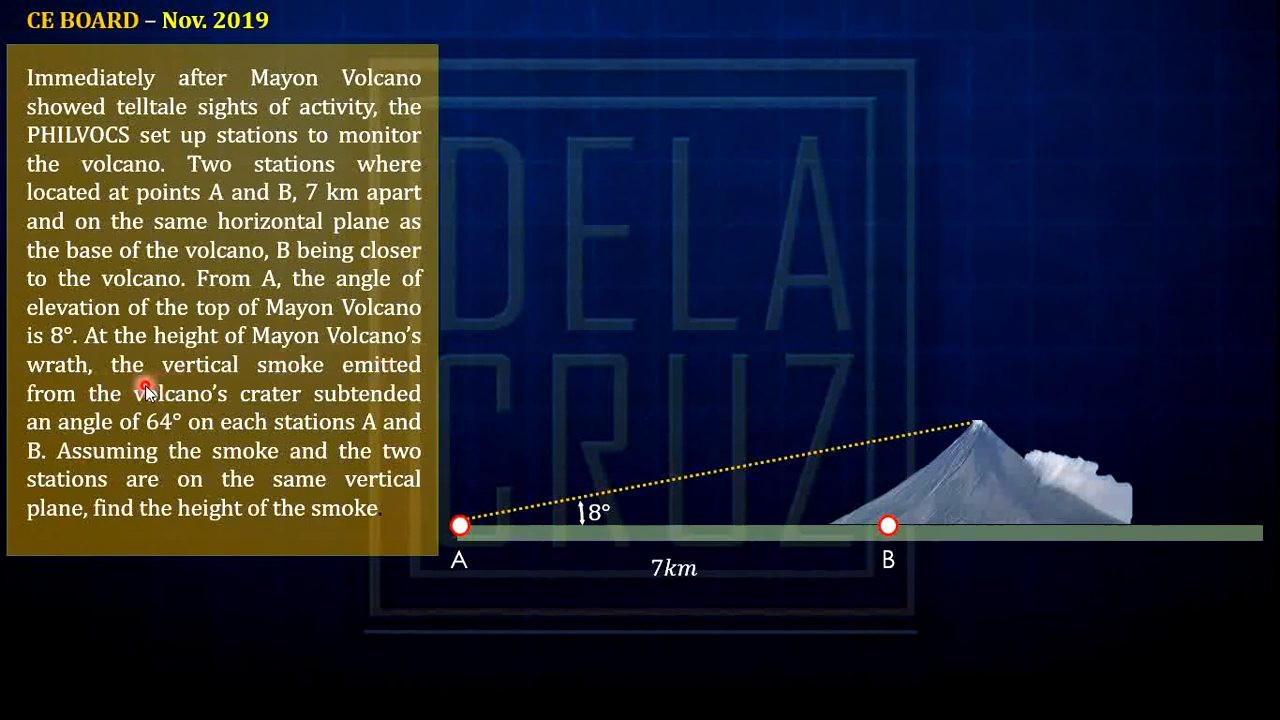 CE BOARD – Nov. 2019
Immediately after Mayon Volcano
showed telltale sights of activity, the
PHILVOCS set up stations to monitor
the volcano. Two stations where
located at points A and B, 7 km apart
and on the same horizontal plane as
the base of the volcano, B being closer
to the volcano. From A, the angle of
elevation of the top of Mayon Volcano
is 8°. At the height of Mayon Volcano's
wrath, the vertical smoke emitted
from the volcano's crater subtended
an angle of 64° on each stations A and
B. Assuming the smoke and the two
stations are on the same vertical
plane, find the height of the smoke.
DELA
CRUZ
8°
A
B
7km